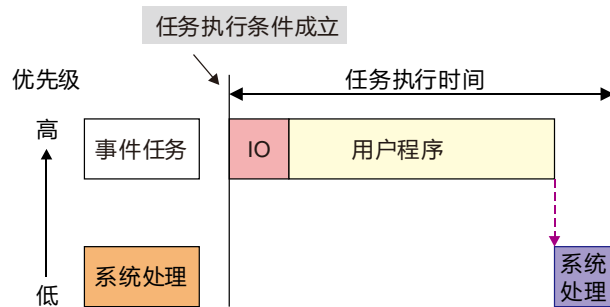 任务执行条件成立
优先级
任务执行时间
高
事件任务
IO
用户程序
低
系统处理
系统
处理